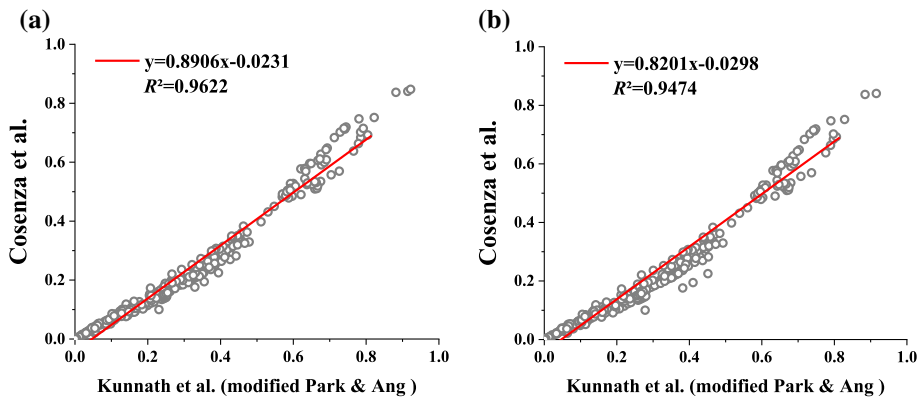 (a)
1.0
0.8
0.6
0.4
0.2
0.0
Cosenza et al.
y=0.8906x-0.0231
R²=0.9622
0.0 0.2 0.4 0.6 0.8 1.0
Kunnath et al. (modified Park & Ang )
(b)
1.0
0.8
0.6
0.4
0.2
0.0
Cosenza et al.
y=0.8201x-0.0298
R²=0.9474
0.0 0.2 0.4 0.6 0.8 1.0
Kunnath et al. (modified Park & Ang )